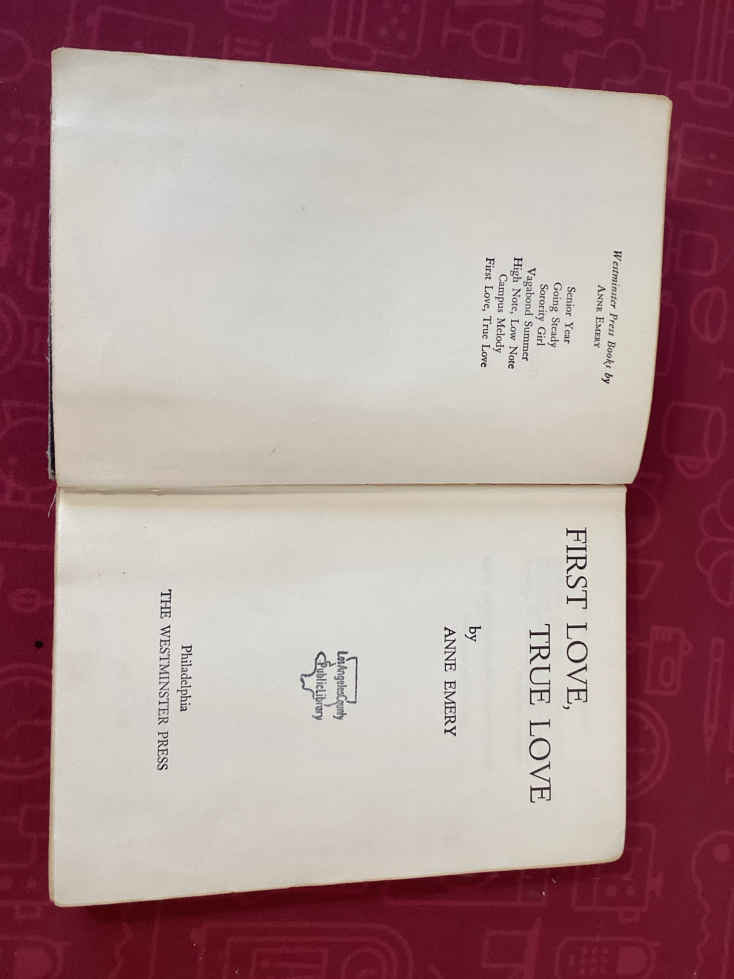 Westminster Press Books by
ANNE EMERY
Senior Year
Going Steady
Sorority Girl
Vagabond Summer
High Note, Low Note
Campus Melody
First Love, True Love
FIRST LOVE,
TRUE LOVE
by
ANNE EMERY
Los Angeles County
Public Library
Philadelphia
THE WESTMINSTER PRESS